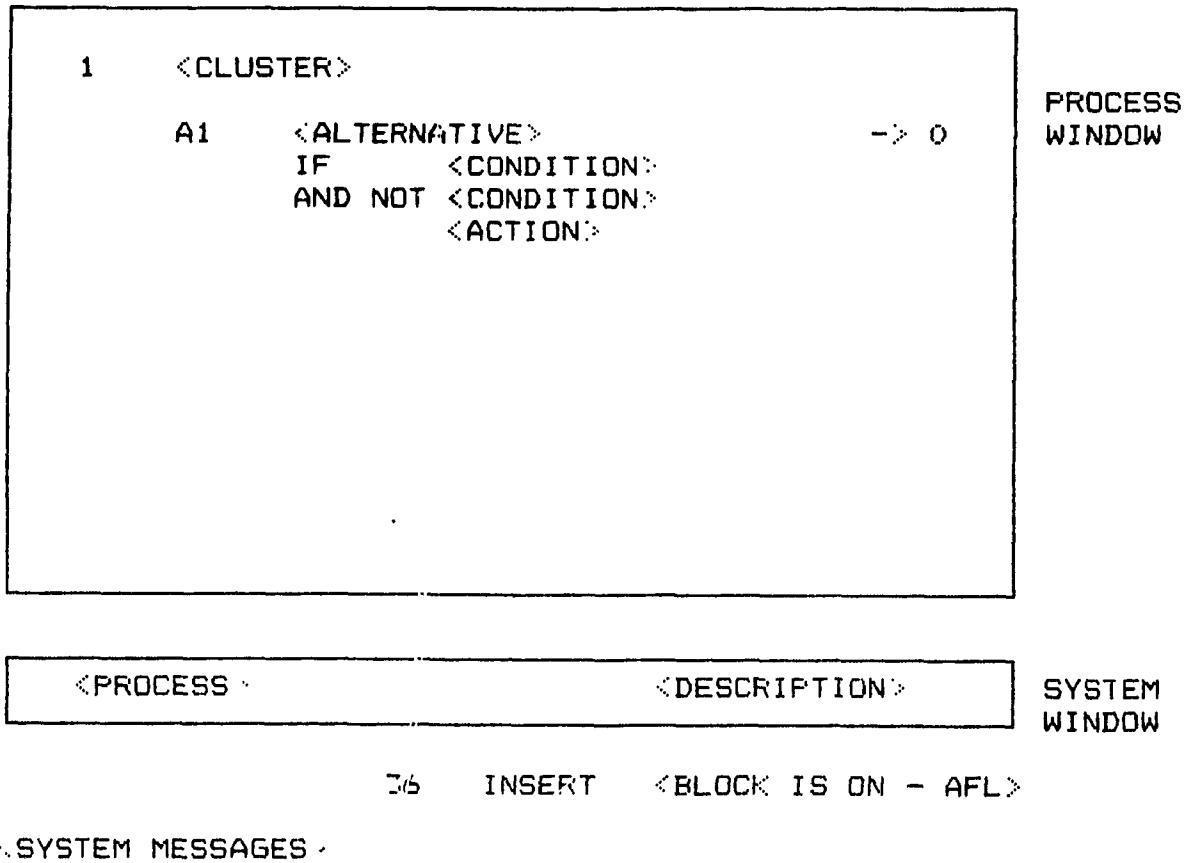 1 <CLUSTER>
PROCESS
WINDOW
A1 <ALTERNATIVE> -> 0
IF <CONDITION>
AND NOT <CONDITION>
<ACTION>
<PROCESS> <DESCRIPTION>
SYSTEM
WINDOW
INSERT <BLOCK IS ON - AFL>
<SYSTEM MESSAGES>